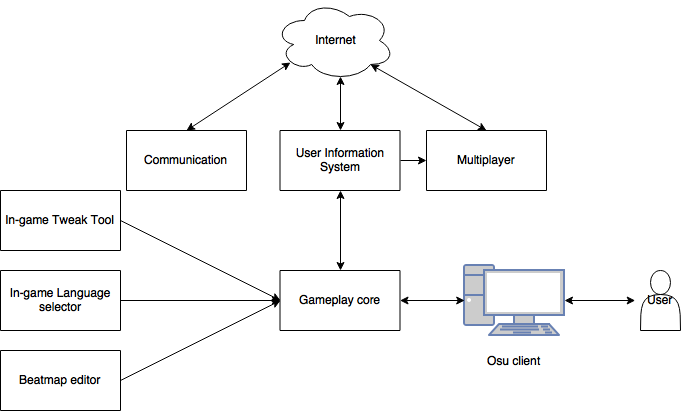 Internet
Communication
User Information
System
Multiplayer
In-game Tweak Tool
In-game Language
selector
Gameplay core
User
Osu client
Beatmap editor